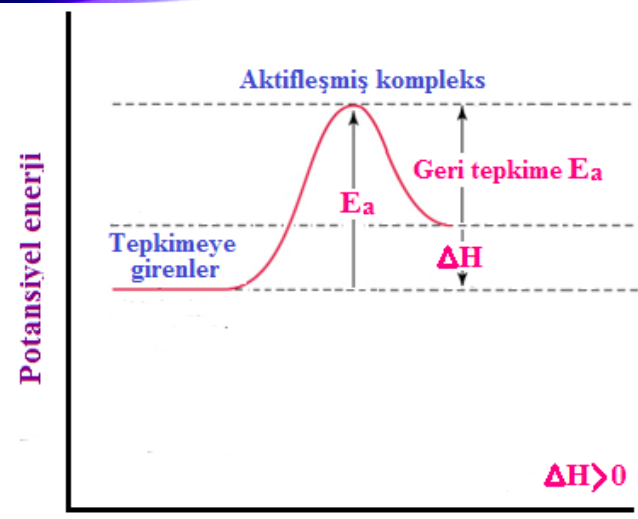 Aktifleşmiş kompleks
Geri tepkime Ea
Ea
Tepkimeye
girenler
ΔH
Potansiyel enerji
ΔH>0